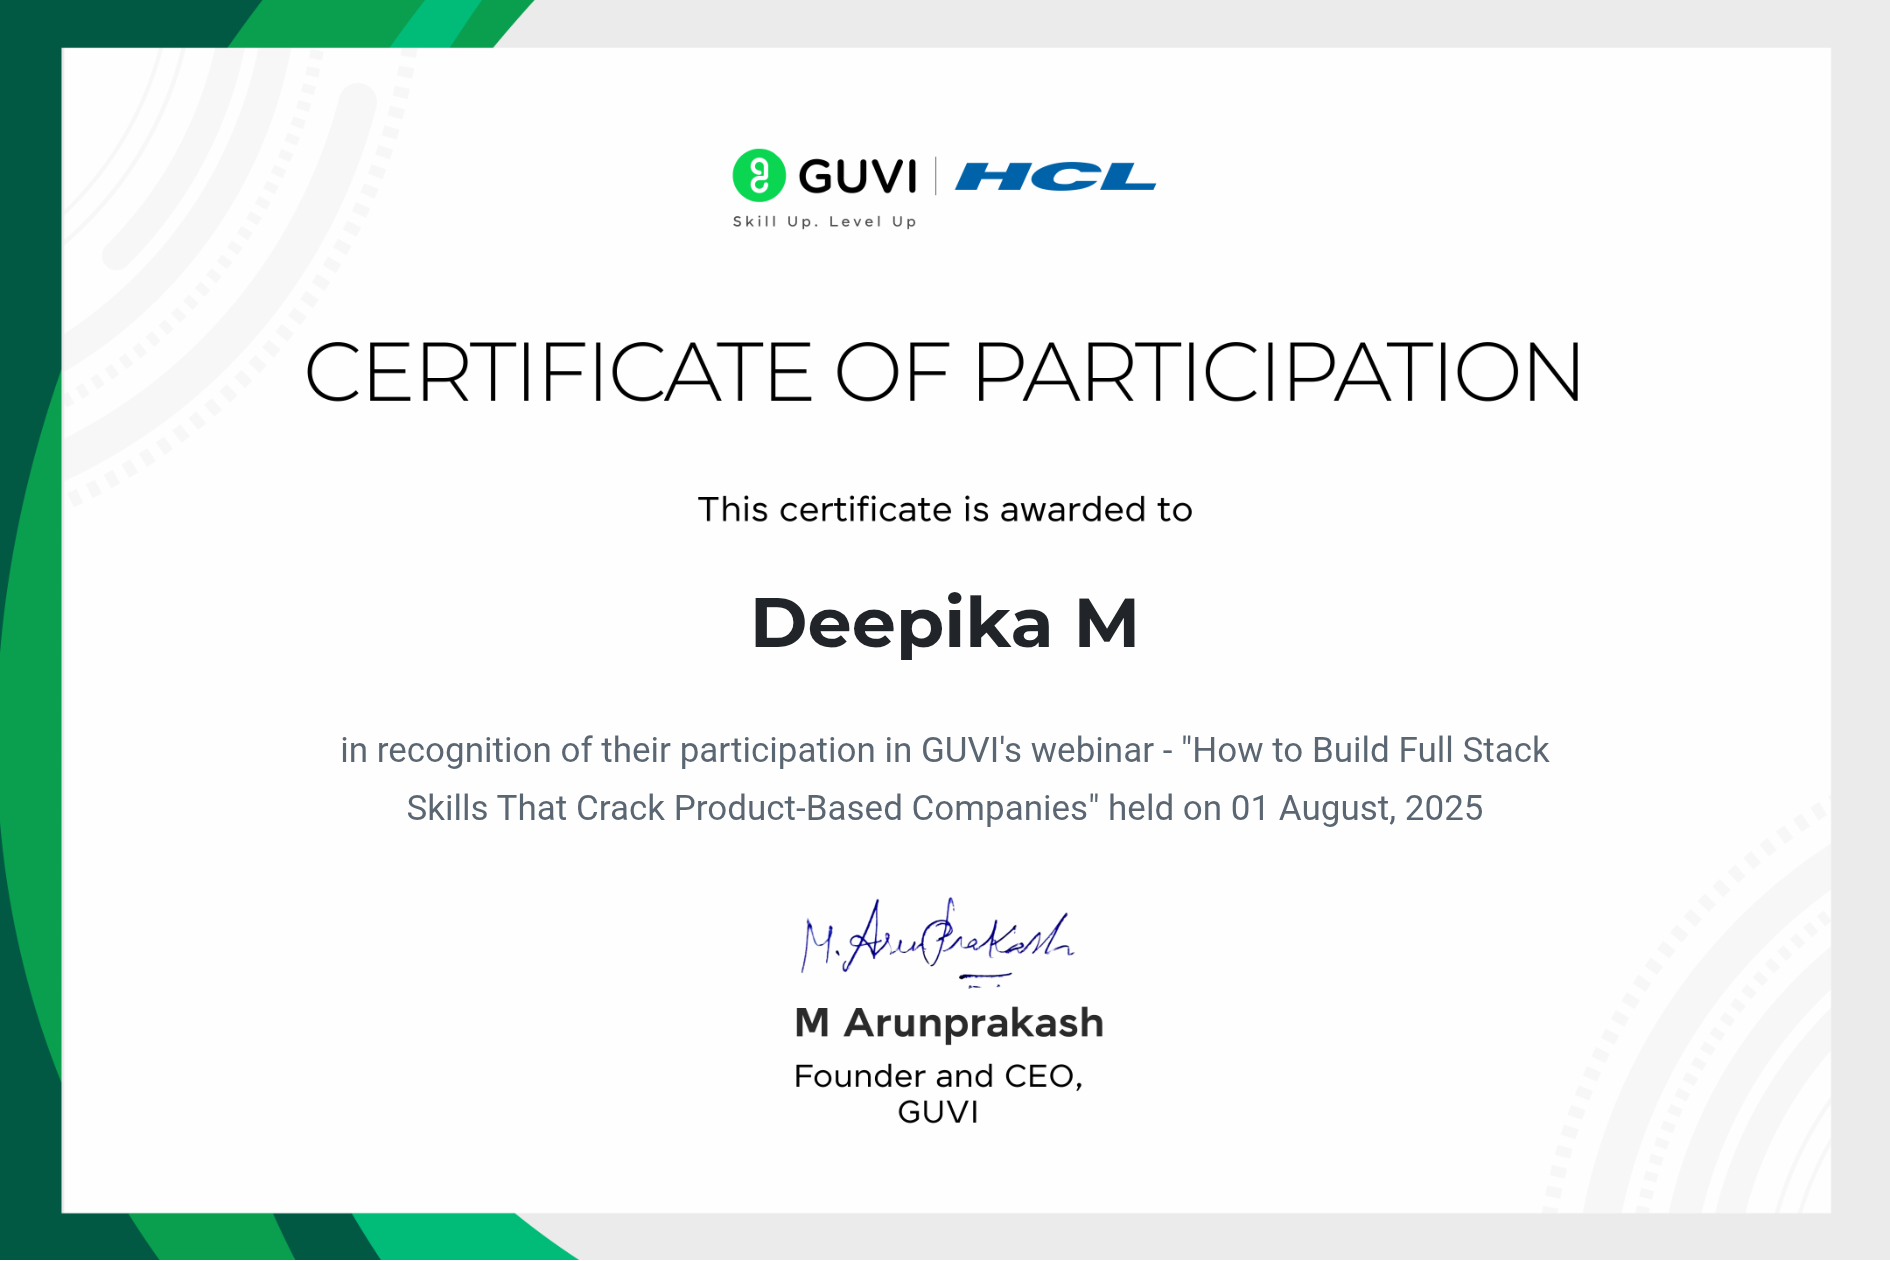 GUVI | HCL
Skill Up. Level Up
CERTIFICATE OF PARTICIPATION
This certificate is awarded to
Deepika M
in recognition of their participation in GUVI's webinar - "How to Build Full Stack
Skills That Crack Product-Based Companies" held on 01 August, 2025
M. ArunPrakash
M Arunprakash
Founder and CEO,
GUVI